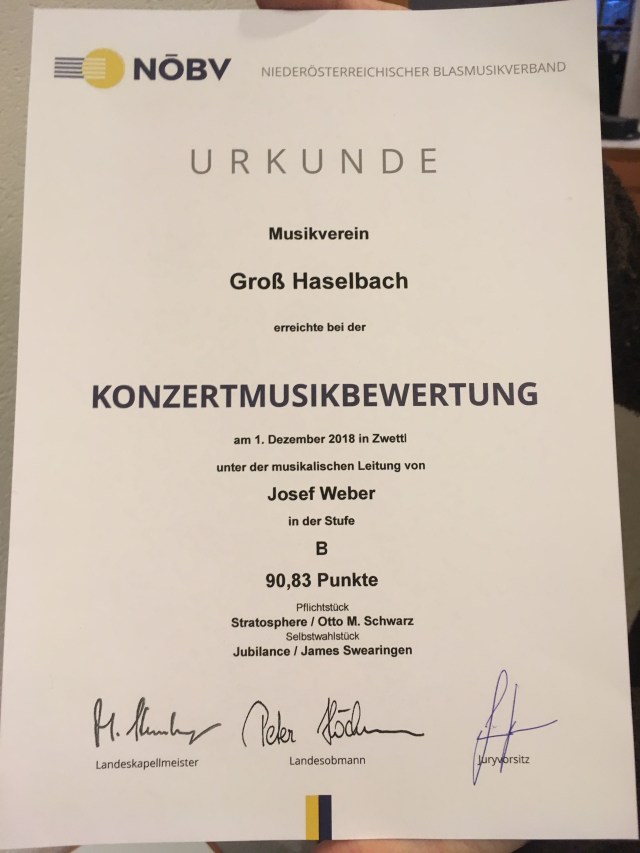 NÖBV NIEDERÖSTERREICHISCHER BLASMUSIKVERBAND
URKUNDE
Musikverein
Groß Haselbach
erreichte bei der
KONZERTMUSIKBEWERTUNG
am 1. Dezember 2018 in Zwettl
unter der musikalischen Leitung von
Josef Weber
in der Stufe
B
90,83 Punkte
Pflichtstück
Stratosphere / Otto M. Schwarz
Selbstwahlstück
Jubilance / James Swearingen
Peter
Landeskapellmeister Landesobmann Juryvorsitz